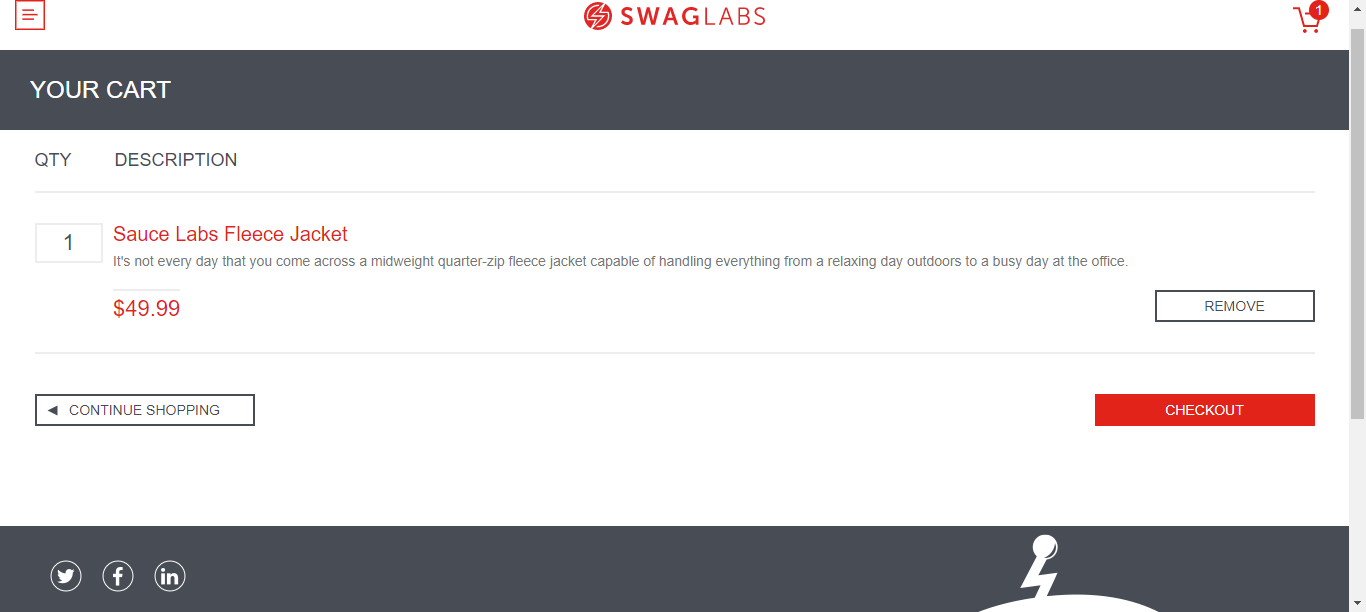 SWAGLABS
1
YOUR CART
QTY DESCRIPTION
1
Sauce Labs Fleece Jacket
It's not every day that you come across a midweight quarter-zip fleece jacket capable of handling everything from a relaxing day outdoors to a busy day at the office.
$49.99
REMOVE
CONTINUE SHOPPING
CHECKOUT